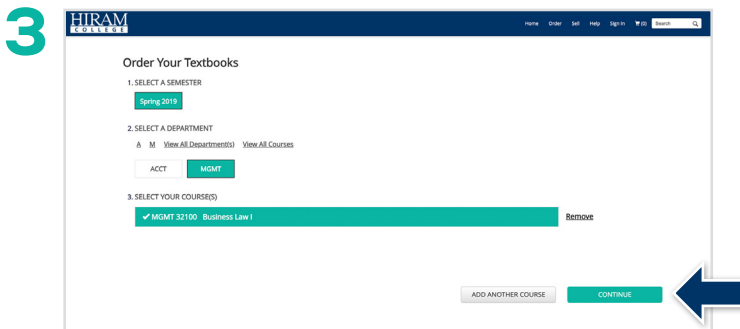 3
HIRAM
COLLEGE
Home Order Sell Help Sign In (0) Search
Order Your Textbooks
1. SELECT A SEMESTER
Spring 2019
2. SELECT A DEPARTMENT
A M View All Department(s) View All Courses
ACCT MGMT
3. SELECT YOUR COURSE(S)
MGMT 32100 Business Law I Remove
ADD ANOTHER COURSE CONTINUE